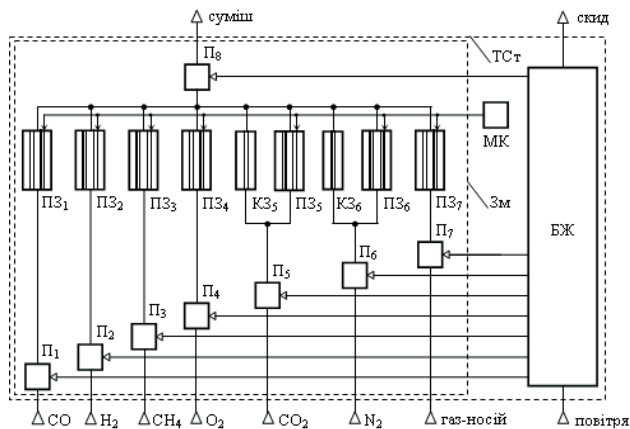 суміш
скид
П₈
ТСт
МК
ПЗ₁ ПЗ₂ ПЗ₃ ПЗ₄ КЗ₅ ПЗ₅ КЗ₆ ПЗ₆ ПЗ₇
Зм
БЖ
П₇
П₆
П₅
П₄
П₃
П₂
П₁
CO H₂ CH₄ O₂ CO₂ N₂ газ-носій повітря